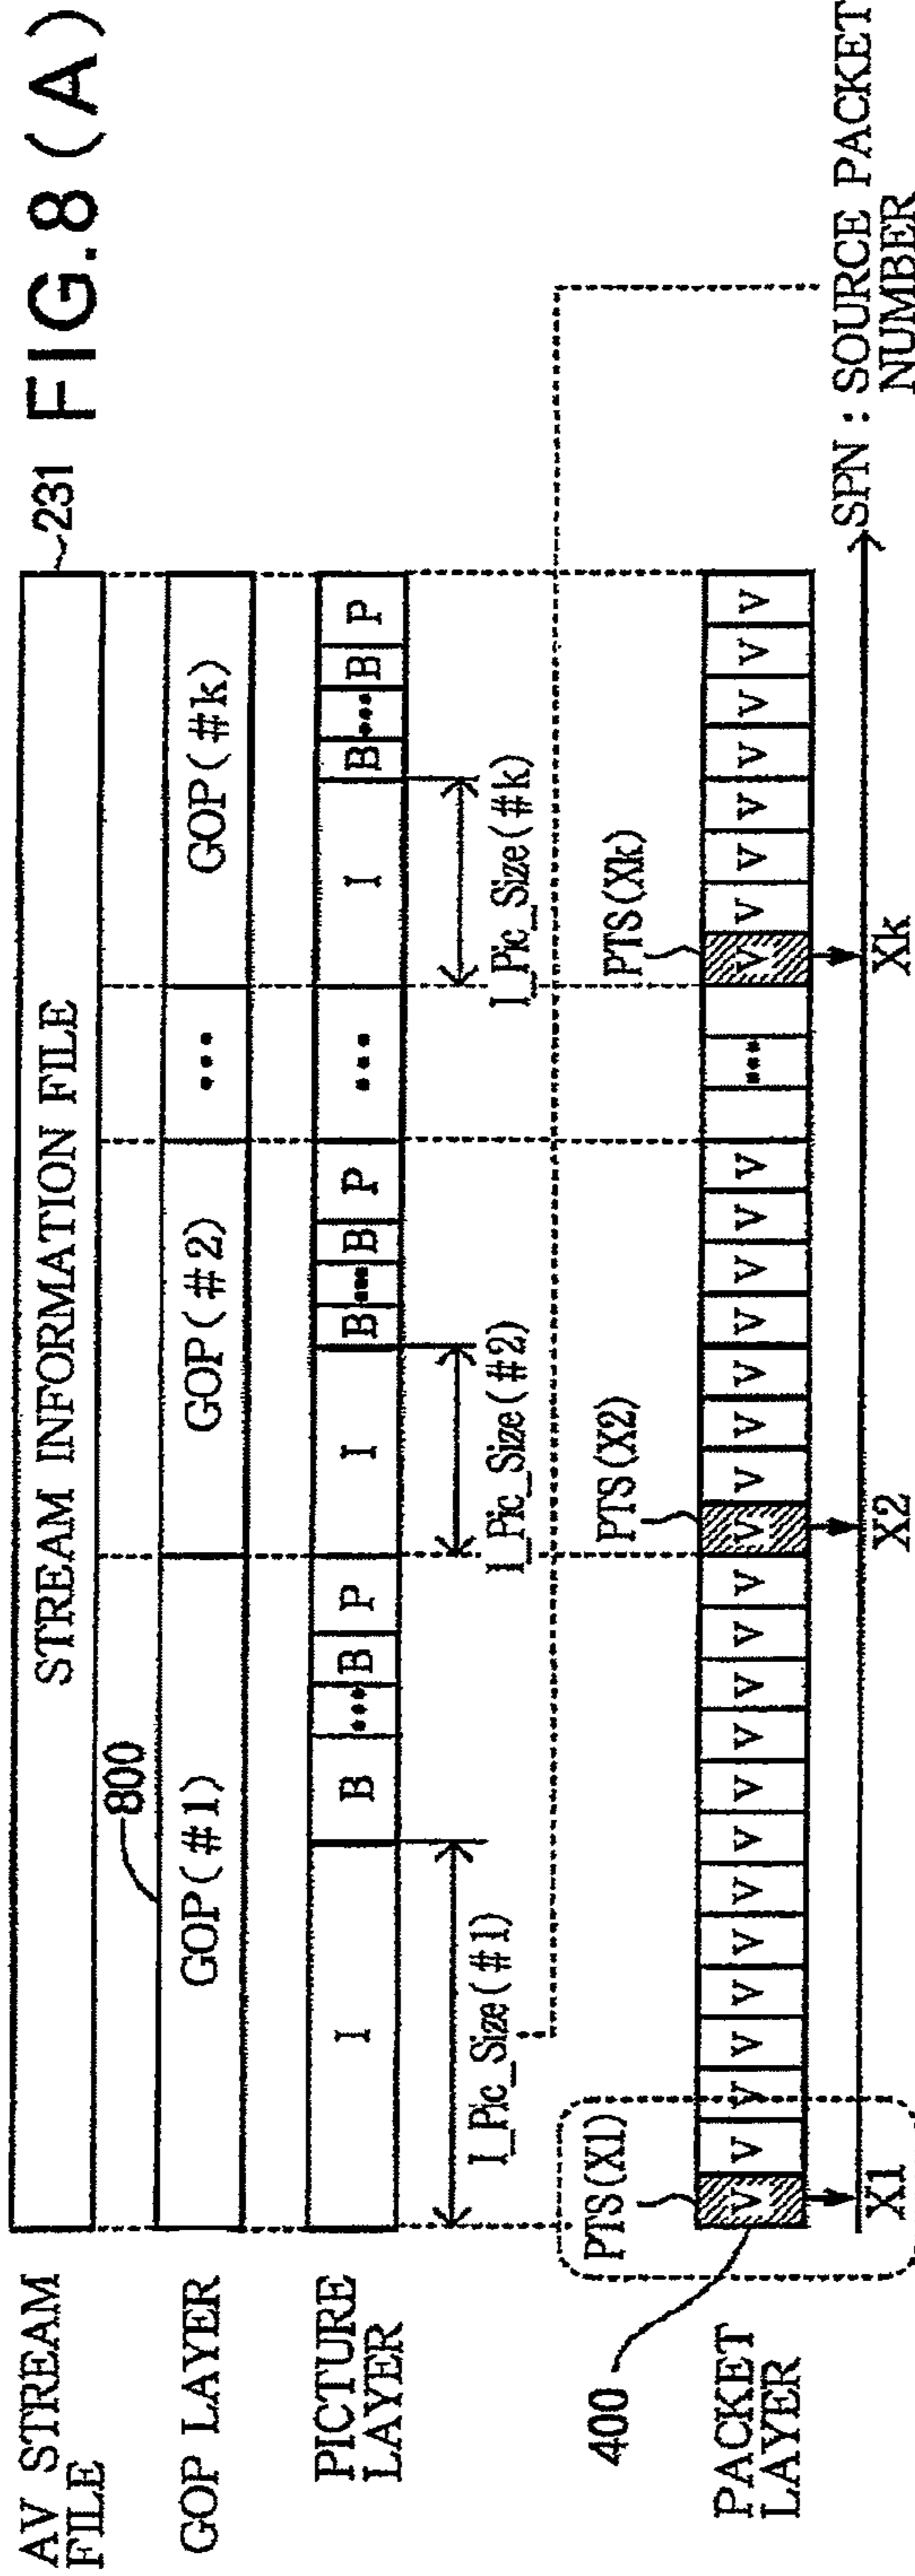 FIG.8(A)
AV STREAM
FILE
STREAM INFORMATION FILE
231
GOP LAYER
800
GOP(#1)
GOP(#2)
...
GOP(#k)
PICTURE
LAYER
I B ... B P I B ... B P ... I B ... B P
I_Pic_Size(#1)
I_Pic_Size(#2)
I_Pic_Size(#k)
PTS(X1)
PTS(X2)
PTS(Xk)
400
PACKET
LAYER
V V V V V V V V V V V V V V V V V V V V V ... V V V V V V V V
X1
X2
Xk
SPN : SOURCE PACKET
NUMBER